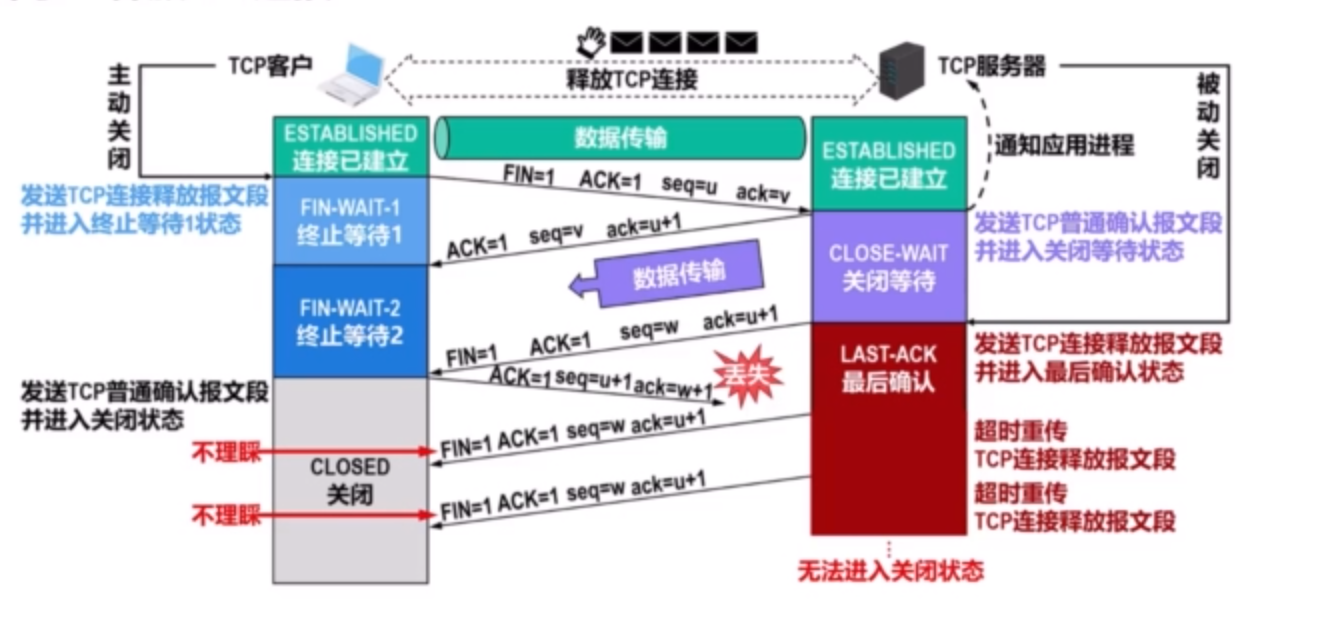 TCP客户
释放TCP连接
TCP服务器
主动关闭
被动关闭
ESTABLISHED
连接已建立
数据传输
ESTABLISHED
连接已建立
通知应用进程
FIN=1 ACK=1 seq=u ack=v
发送TCP连接释放报文段
并进入终止等待1状态
FIN-WAIT-1
终止等待1
ACK=1 seq=v ack=u+1
发送TCP普通确认报文段
并进入关闭等待状态
CLOSE-WAIT
关闭等待
数据传输
FIN-WAIT-2
终止等待2
FIN=1 ACK=1 seq=w ack=u+1
发送TCP连接释放报文段
并进入最后确认状态
LAST-ACK
最后确认
ACK=1 seq=u+1 ack=w+1
丢失
发送TCP普通确认报文段
并进入关闭状态
不理睬
FIN=1 ACK=1 seq=w ack=u+1
超时重传
TCP连接释放报文段
CLOSED
关闭
不理睬
FIN=1 ACK=1 seq=w ack=u+1
超时重传
TCP连接释放报文段
无法进入关闭状态